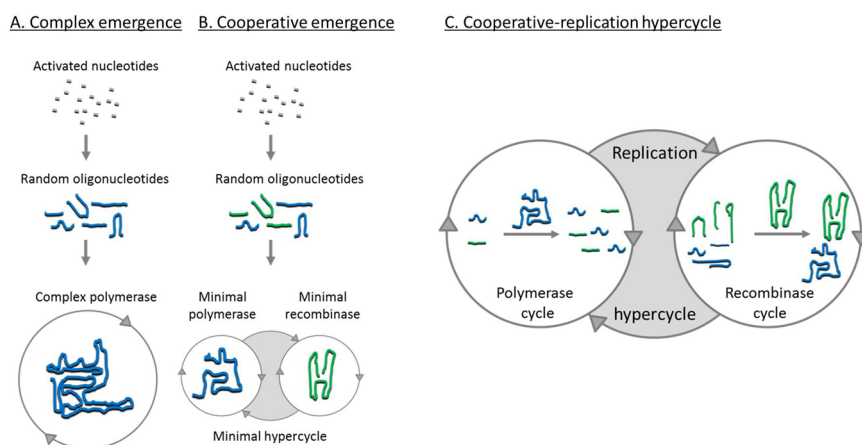 A. Complex emergence
Activated nucleotides
Random oligonucleotides
Complex polymerase
B. Cooperative emergence
Activated nucleotides
Random oligonucleotides
Minimal
polymerase
Minimal
recombinase
Minimal hypercycle
C. Cooperative-replication hypercycle
Replication
Polymerase
cycle
hypercycle
Recombinase
cycle